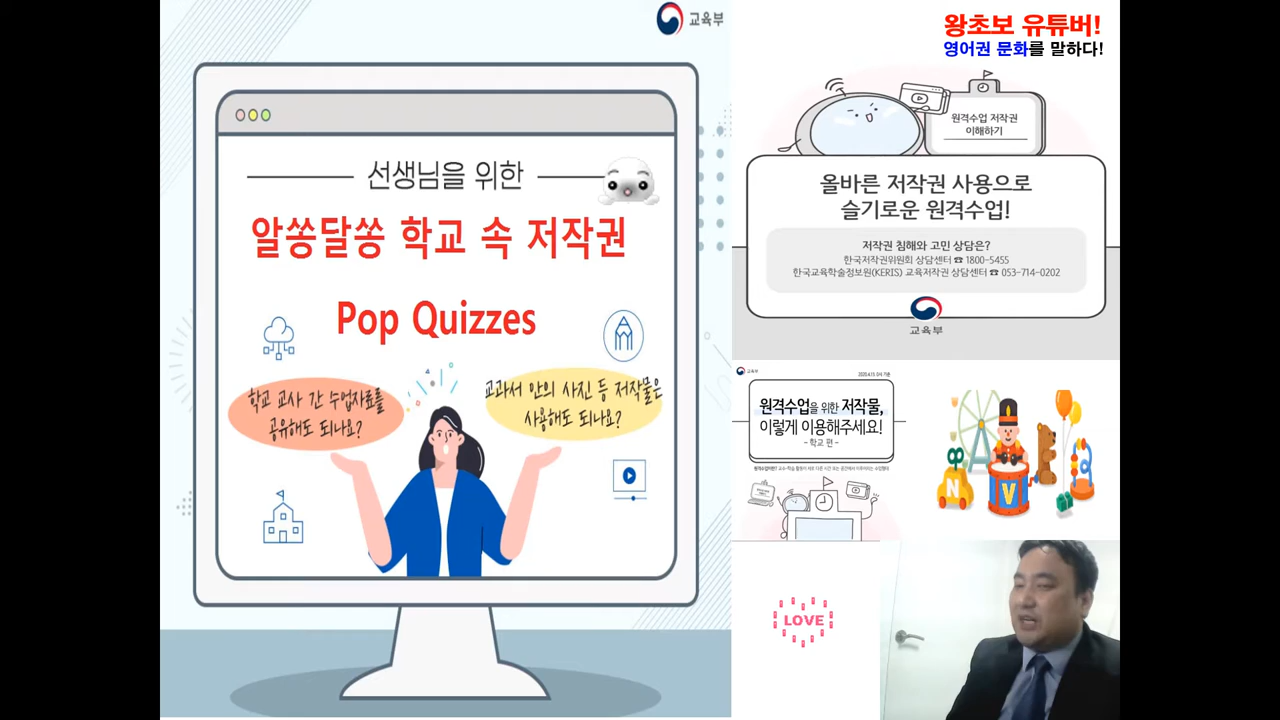 교육부
선생님을 위한
알쏭달쏭 학교 속 저작권
Pop Quizzes
학교 교사 간 수업자료를
공유해도 되나요?
교과서 안의 사진 등 저작물은
사용해도 되나요?
왕초보 유튜버!
영어권 문화를 말하다!
원격수업 저작권
이해하기
올바른 저작권 사용으로
슬기로운 원격수업!
저작권 침해와 고민 상담은?
한국저작권위원회 상담센터 ☎ 1800-5455
한국교육학술정보원(KERIS) 교육저작권 상담센터 ☎ 053-714-0202
교육부
교육부
원격수업을 위한 저작물,
이렇게 이용해주세요!
- 학교 편 -
N V
LOVE